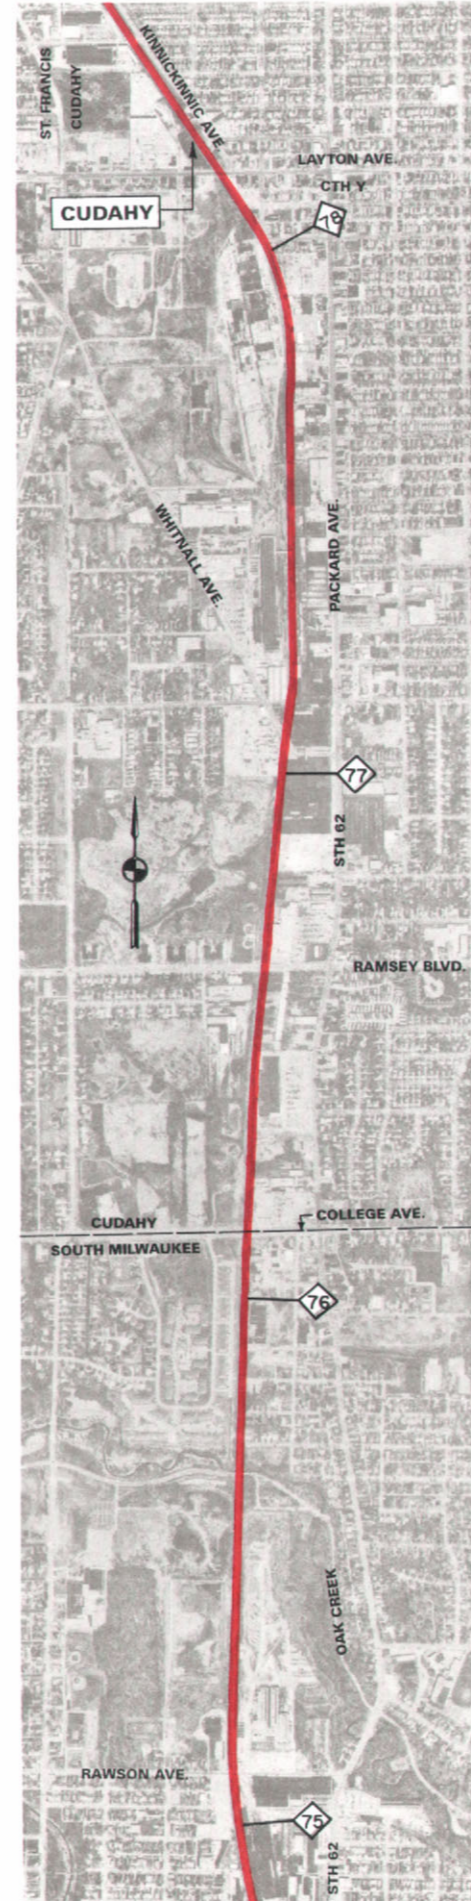 KINNICKINNIC AVE.
ST. FRANCIS
CUDAHY
LAYTON AVE.
CTH Y
CUDAHY
78
PACKARD AVE.
WHITNALL AVE.
77
STH 62
RAMSEY BLVD.
CUDAHY
COLLEGE AVE.
SOUTH MILWAUKEE
76
OAK CREEK
RAWSON AVE.
75
STH 62